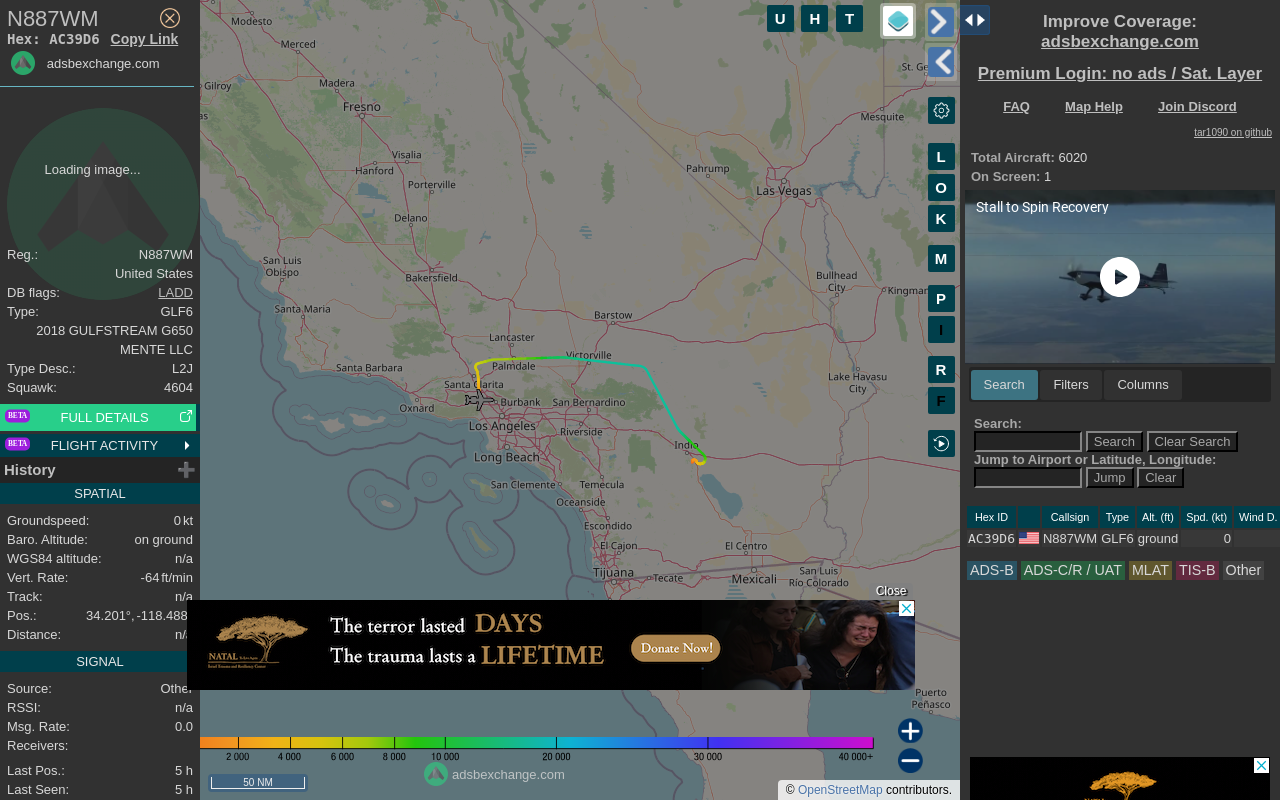 N887WM
Hex: AC39D6 Copy Link
adsbexchange.com
Loading image...
Reg.: N887WM
United States
DB flags: LADD
Type: GLF6
2018 GULFSTREAM G650
MENTE LLC
Type Desc.: L2J
Squawk: 4604
BETA FULL DETAILS
BETA FLIGHT ACTIVITY
History
SPATIAL
Groundspeed: 0 kt
Baro. Altitude: on ground
WGS84 altitude: n/a
Vert. Rate: -64 ft/min
Track: n/a
Pos.: 34.201°, -118.488
Distance: n/
SIGNAL
Source: Other
RSSI: n/a
Msg. Rate: 0.0
Receivers:
Last Pos.: 5 h
Last Seen: 5 h
U H T
L
O
K
M
P
I
R
F
Modesto
Merced
Gilroy
Madera
Fresno
Visalia
Hanford
Porterville
Delano
San Luis
Obispo
Bakersfield
Santa Maria
Lancaster
Palmdale
Santa Barbara
Santa Clarita
Oxnard
Burbank
San Bernardino
Los Angeles
Riverside
Long Beach
San Clemente
Temecula
Oceanside
Escondido
El Cajon
Tijuana
Tecate
Mexicali
El Centro
San Luis
Río Colorado
Indio
Victorville
Barstow
Pahrump
Las Vegas
St. Ge
Mesquite
Bullhead
City
Kingman
Lake Havasu
City
Puerto
Peñasco
Close
NATAL
The terror lasted DAYS
The trauma lasts a LIFETIME
Donate Now!
2 000 4 000 6 000 8 000 10 000 20 000 30 000 40 000+
50 NM
adsbexchange.com
© OpenStreetMap contributors.
Improve Coverage:
adsbexchange.com
Premium Login: no ads / Sat. Layer
FAQ Map Help Join Discord
tar1090 on github
Total Aircraft: 6020
On Screen: 1
Stall to Spin Recovery
Search Filters Columns
Search:
Search Clear Search
Jump to Airport or Latitude, Longitude:
Jump Clear
Hex ID Callsign Type Alt. (ft) Spd. (kt) Wind D.
AC39D6 N887WM GLF6 ground 0
ADS-B ADS-C/R / UAT MLAT TIS-B Other